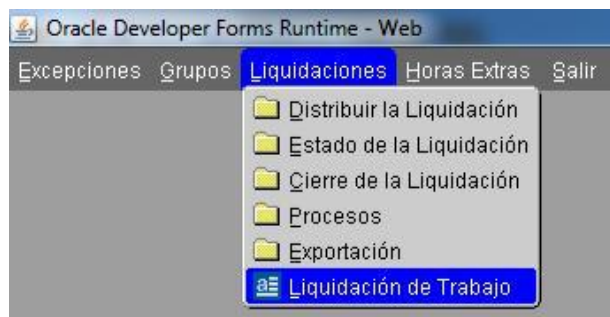 Oracle Developer Forms Runtime - Web
Excepciones Grupos Liquidaciones Horas Extras Salir
Distribuir la Liquidación
Estado de la Liquidación
Cierre de la Liquidación
Procesos
Exportación
Liquidación de Trabajo